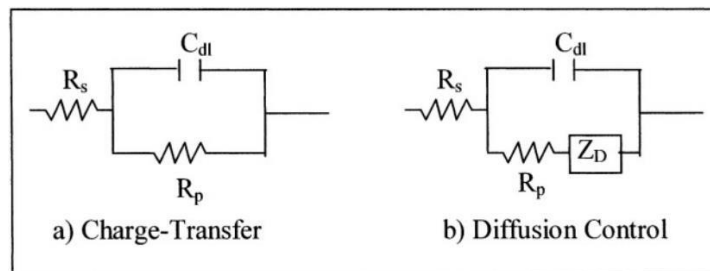 C_dl
R_s
R_p
a) Charge-Transfer
C_dl
R_s
Z_D
R_p
b) Diffusion Control